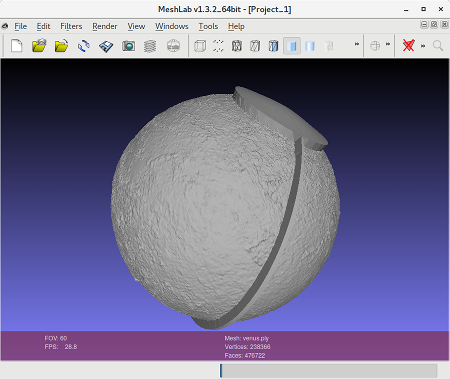 MeshLab v1.3.2_64bit - [Project_1]
File Edit Filters Render View Windows Tools Help
FOV: 60
FPS: 28.8
Mesh: venus.ply
Vertices: 238366
Faces: 476722